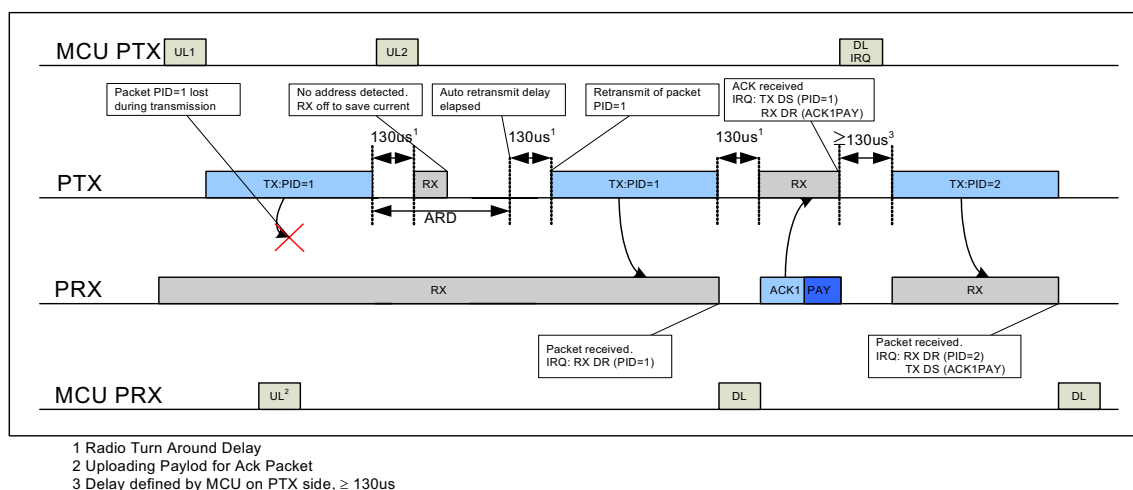 MCU PTX
UL1
UL2
DL
IRQ
Packet PID=1 lost
during transmission
No address detected.
RX off to save current
Auto retransmit delay
elapsed
Retransmit of packet
PID=1
ACK received
IRQ: TX DS (PID=1)
RX DR (ACK1PAY)
130us¹
130us¹
130us¹
≥130us³
PTX
TX:PID=1
RX
TX:PID=1
RX
TX:PID=2
ARD
PRX
RX
ACK1
PAY
RX
Packet received.
IRQ: RX DR (PID=1)
Packet received.
IRQ: RX DR (PID=2)
TX DS (ACK1PAY)
MCU PRX
UL²
DL
DL
1 Radio Turn Around Delay
2 Uploading Paylod for Ack Packet
3 Delay defined by MCU on PTX side, ≥ 130us